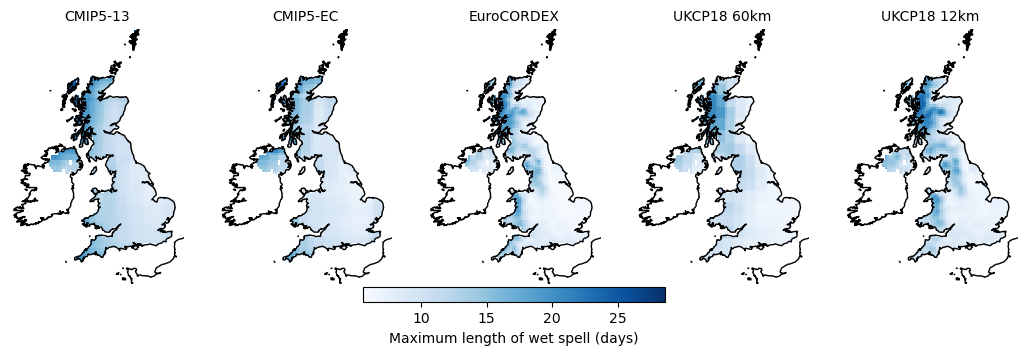 CMIP5-13 CMIP5-EC EuroCORDEX UKCP18 60km UKCP18 12km
10 15 20 25
Maximum length of wet spell (days)